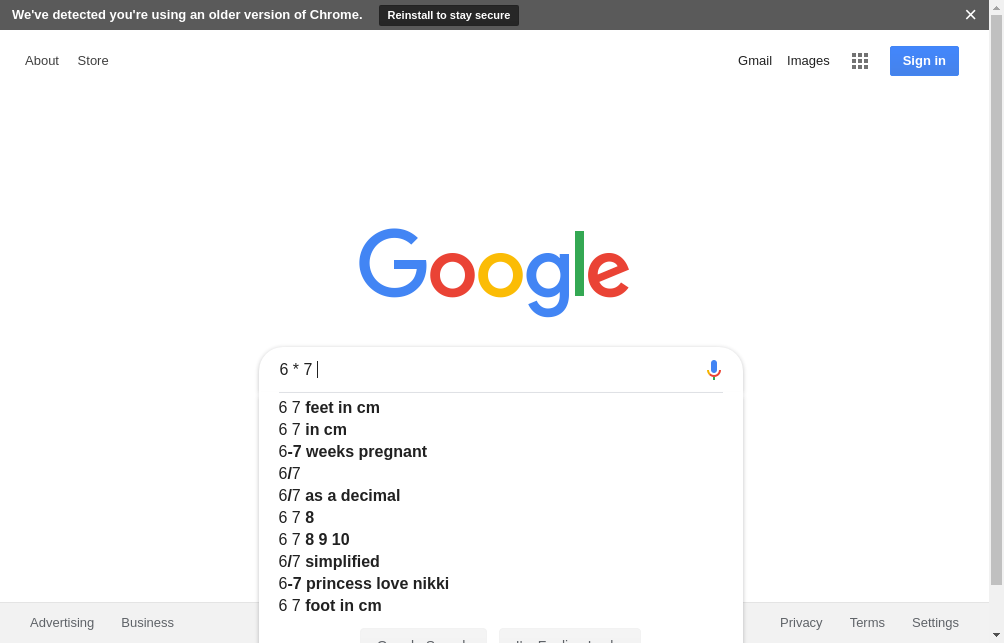 We've detected you're using an older version of Chrome. Reinstall to stay secure
About Store Gmail Images Sign in
Google
6 * 7
6 7 feet in cm
6 7 in cm
6-7 weeks pregnant
6/7
6/7 as a decimal
6 7 8
6 7 8 9 10
6/7 simplified
6-7 princess love nikki
6 7 foot in cm
Advertising Business Privacy Terms Settings